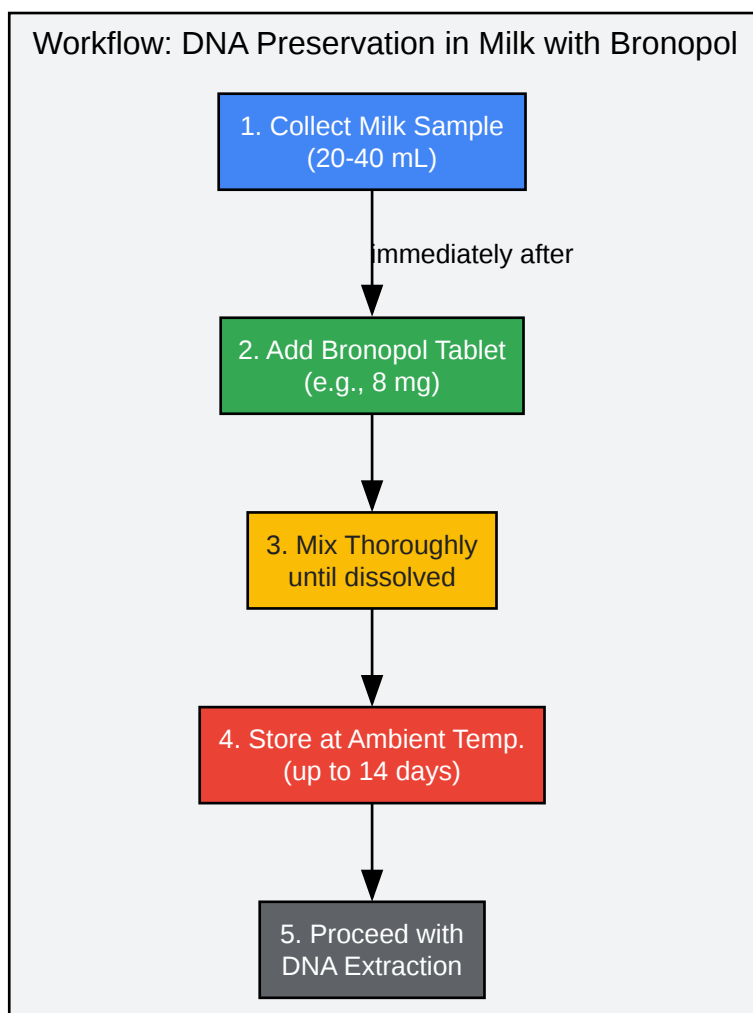 Workflow: DNA Preservation in Milk with Bronopol
1. Collect Milk Sample
(20-40 mL)
immediately after
2. Add Bronopol Tablet
(e.g., 8 mg)
3. Mix Thoroughly
until dissolved
4. Store at Ambient Temp.
(up to 14 days)
5. Proceed with
DNA Extraction